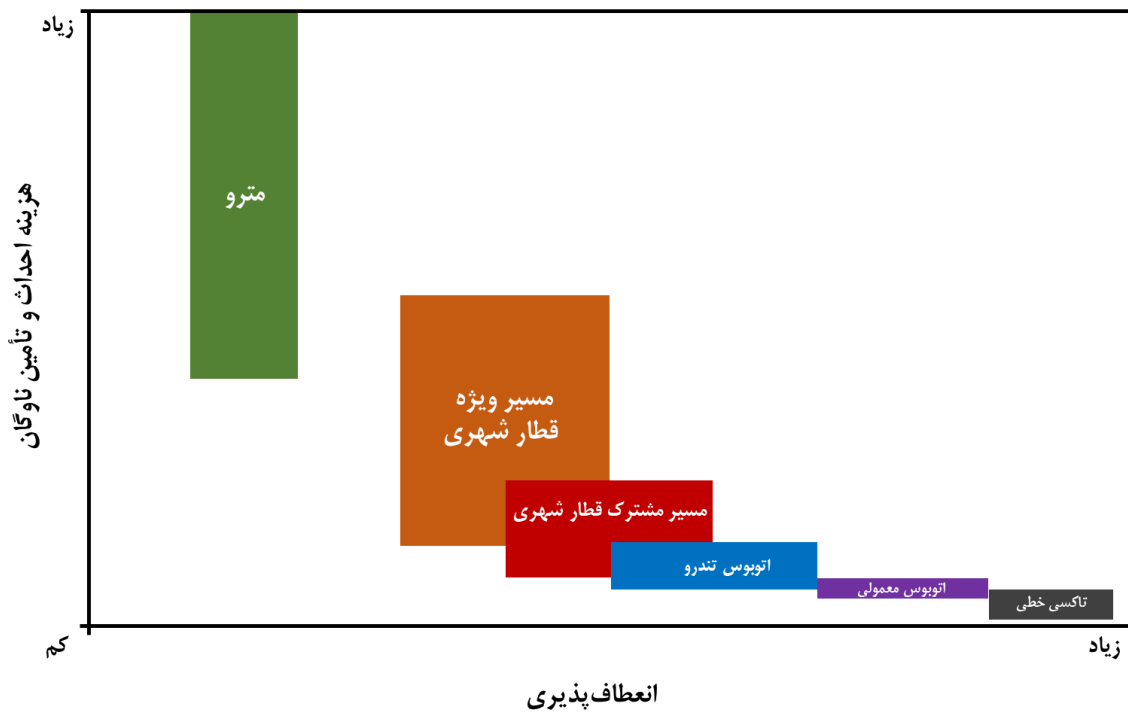 زیاد
هزینه احداث و تأمین ناوگان
مترو
مسیر ویژه
قطار شهری
مسیر مشترک قطار شهری
اتوبوس تندرو
اتوبوس معمولی
تاکسی خطی
کم
زیاد
انعطاف‌پذیری